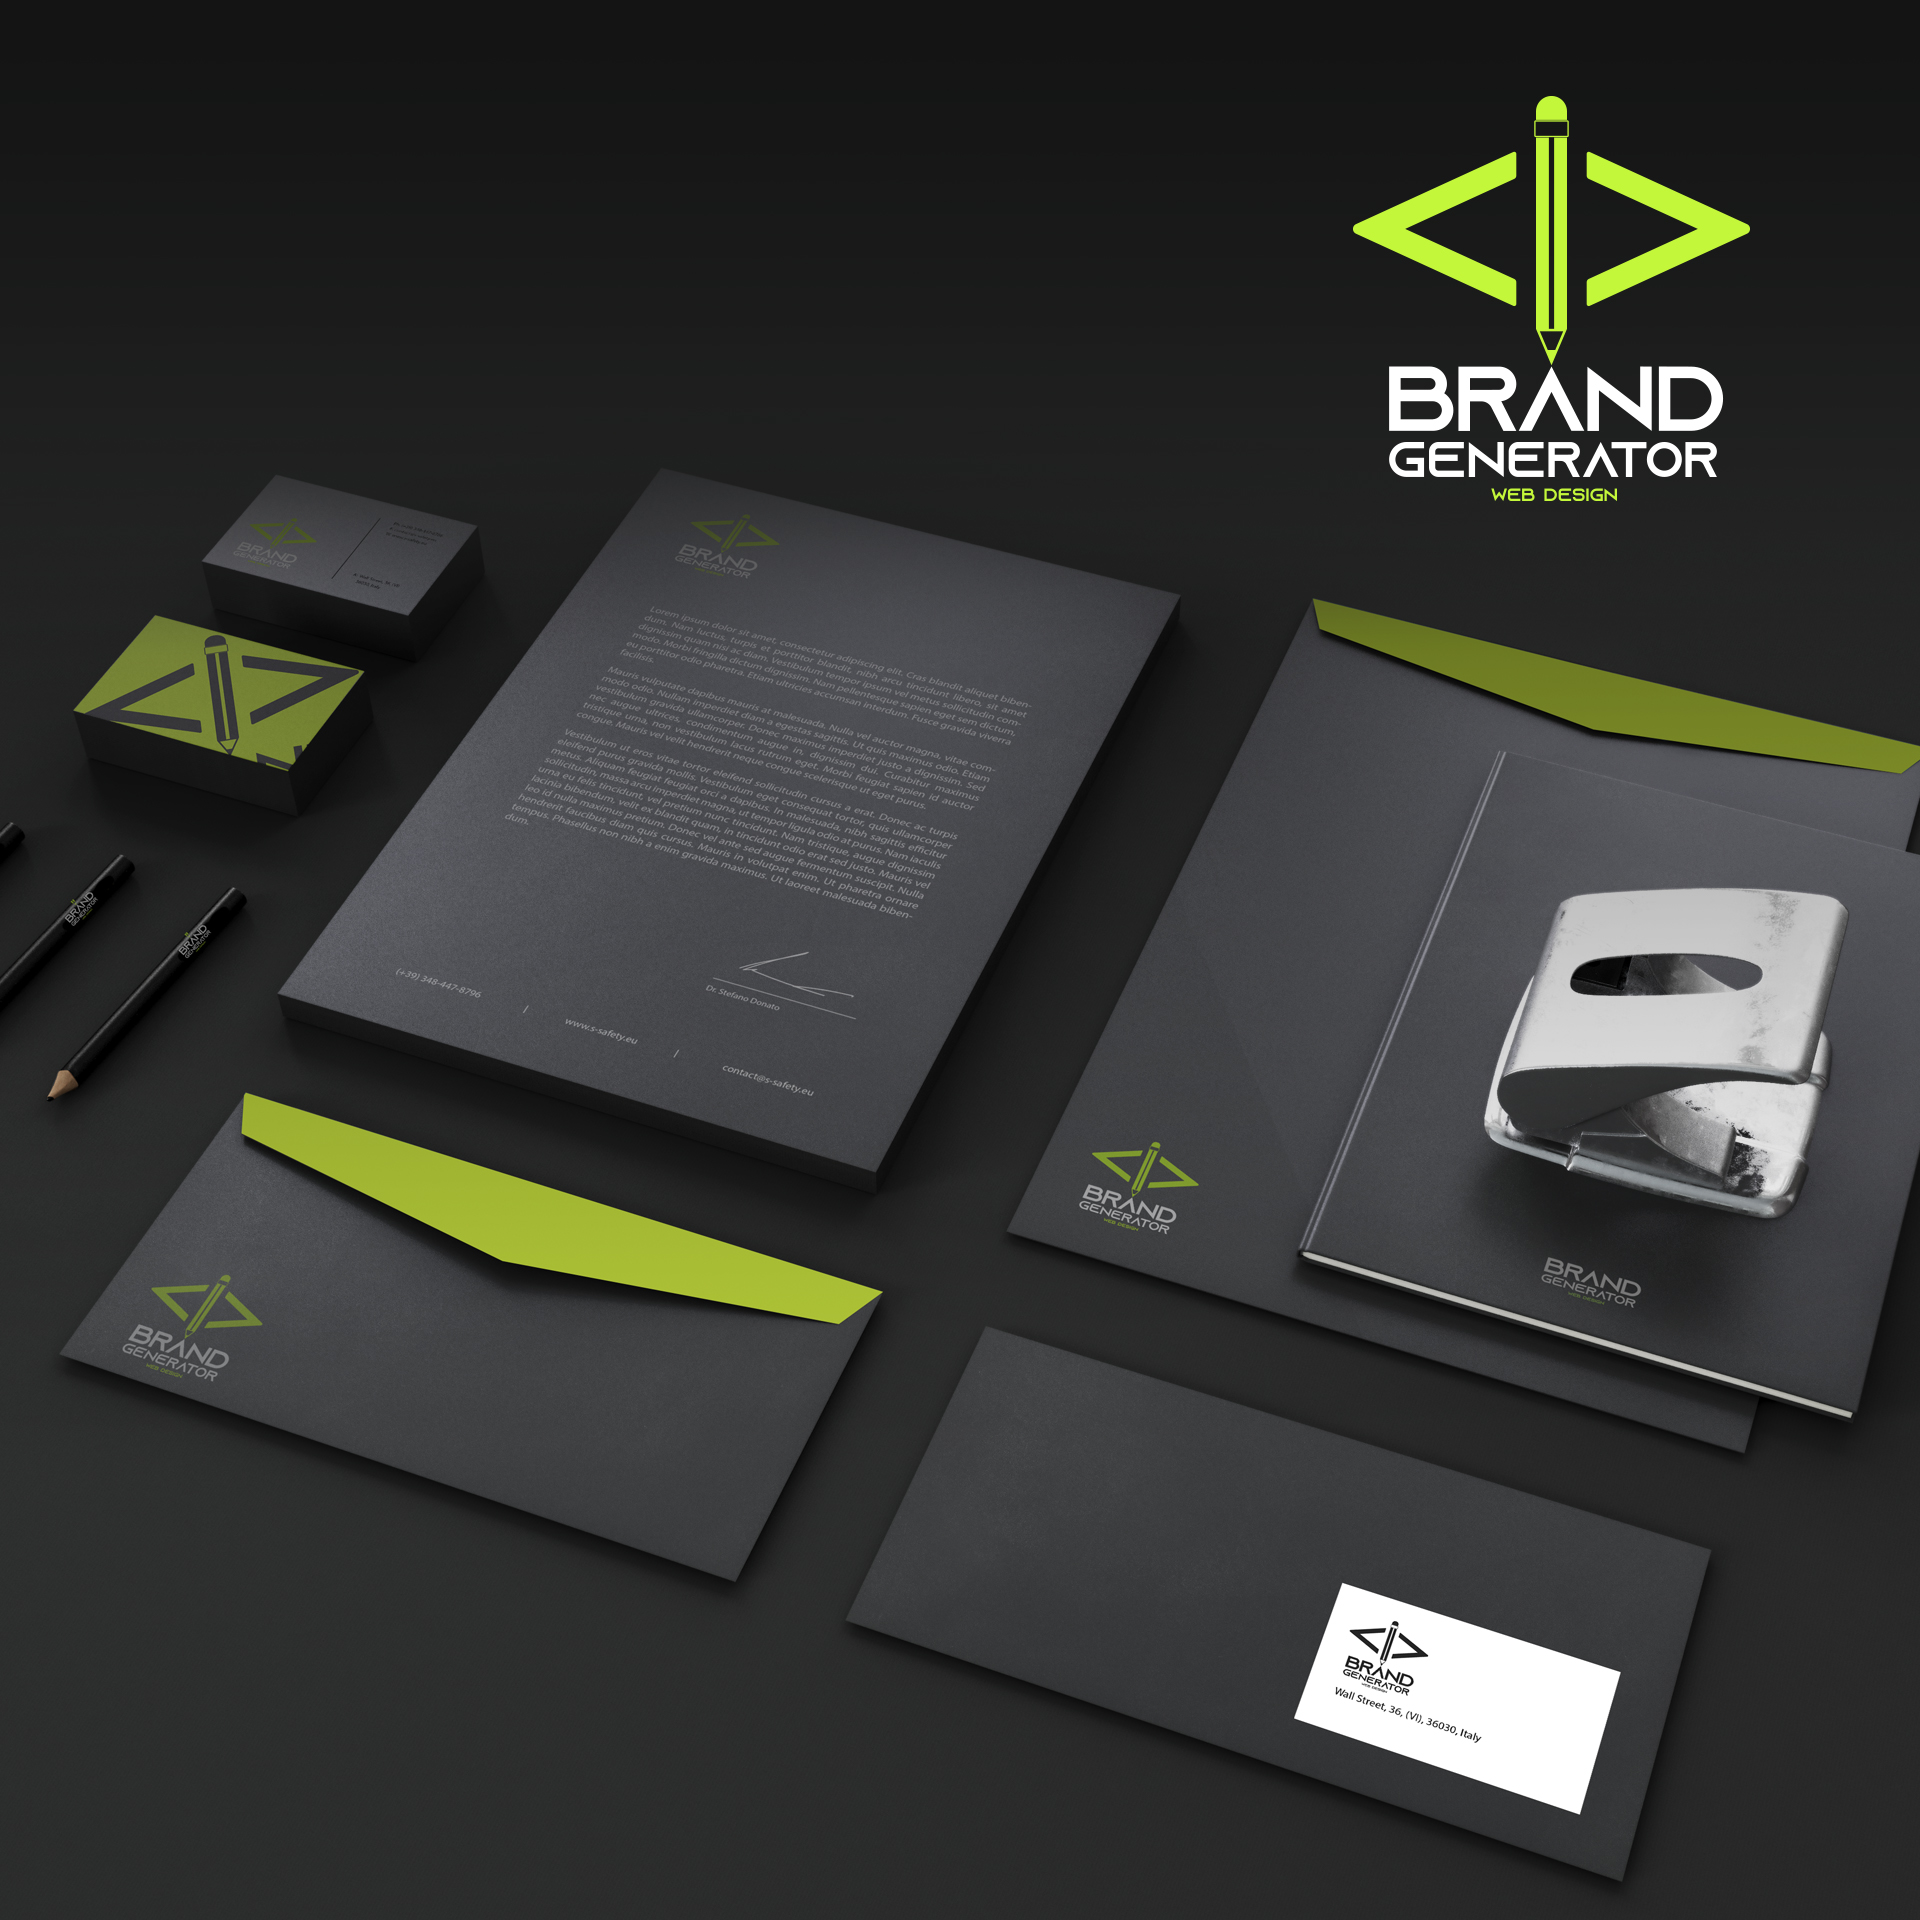 BRAND
GENERATOR
WEB DESIGN
BRAND
GENERATOR
BRAND
GENERATOR
Lorem ipsum dolor sit amet, consectetur adipiscing elit. Cras blandit aliquet biben-
dum. Nam luctus, turpis et porttitor blandit, nibh arcu tincidunt libero, sit amet
dignissim quam nisi ac diam. Vestibulum tempor ipsum vel metus sollicitudin com-
modo. Morbi fringilla dictum dignissim. Nam pellentesque sapien eget sem dictum,
eu porttitor odio pharetra. Etiam ultricies accumsan interdum. Fusce gravida viverra
facilisis.
Mauris vulputate dapibus mauris at malesuada. Nulla vel auctor magna, vitae com-
modo odio. Nullam imperdiet diam a egestas sagittis. Ut quis maximus odio. Etiam
vestibulum gravida ullamcorper. Donec maximus imperdiet justo a dignissim. Sed
nec augue ultrices, condimentum augue in, dignissim dui. Curabitur maximus
tristique urna, non vestibulum lacus rutrum eget. Morbi feugiat sapien id auctor
congue. Mauris vel velit hendrerit neque congue scelerisque ut eget purus.
Vestibulum ut eros vitae tortor eleifend sollicitudin cursus a erat. Donec ac turpis
eleifend purus gravida mollis. Vestibulum eget consequat tortor, quis ullamcorper
metus. Aliquam feugiat feugiat orci a dapibus. In malesuada, nibh sagittis efficitur
sollicitudin, massa arcu imperdiet magna, ut tempor ligula odio at purus. Nam iaculis
urna eu felis tincidunt, vel pretium nunc tincidunt. Nam tristique, augue dignissim
lacinia bibendum, velit ex blandit quam, in tincidunt odio erat sed justo. Mauris vel
leo id nulla maximus pretium. Donec vel ante sed augue fermentum suscipit. Nulla
hendrerit faucibus diam quis cursus. Mauris in volutpat enim. Ut pharetra ornare
tempus. Phasellus non nibh a enim gravida maximus. Ut laoreet malesuada biben-
dum.
Dr. Stefano Donato
(+39) 348-447-8796 | www.s-safety.eu | contact@s-safety.eu
BRAND
GENERATOR
BRAND
GENERATOR
BRAND
GENERATOR
WEB DESIGN
BRAND
GENERATOR
WEB DESIGN
BRAND
GENERATOR
WEB DESIGN
BRAND
GENERATOR
WEB DESIGN
Wall Street, 36, (VI), 36030, Italy